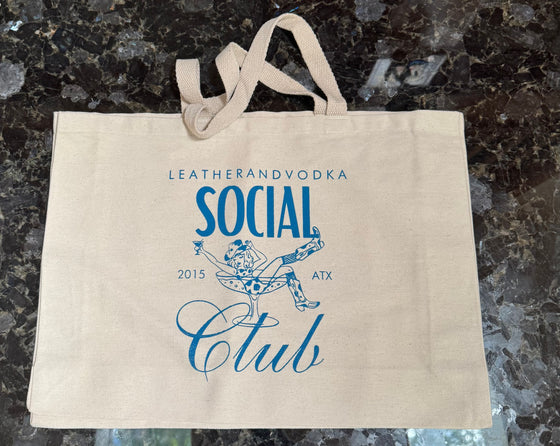 LEATHERANDVODKA
SOCIAL
2015 ATX
Club